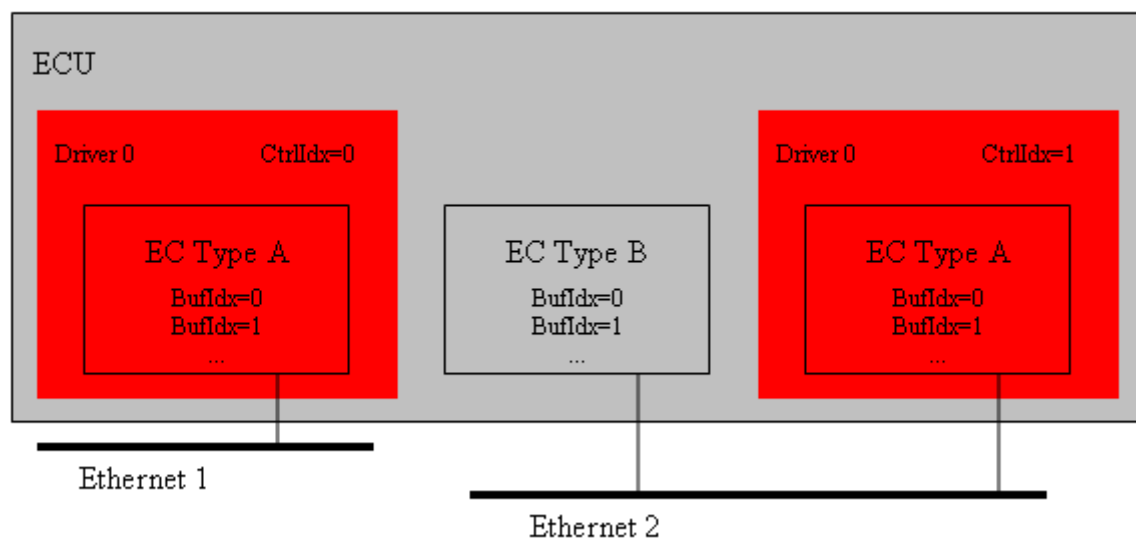 ECU
Driver 0
CtrlIdx=0
EC Type A
BufIdx=0
BufIdx=1
...
EC Type B
BufIdx=0
BufIdx=1
...
Driver 0
CtrlIdx=1
EC Type A
BufIdx=0
BufIdx=1
...
Ethernet 1
Ethernet 2